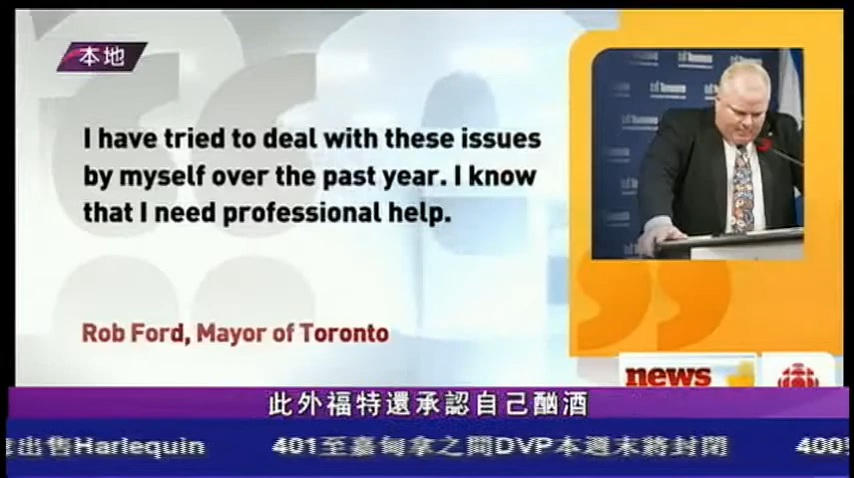 本地
I have tried to deal with these issues
by myself over the past year. I know
that I need professional help.
Rob Ford, Mayor of Toronto
news
此外福特還承認自己酗酒
出售Harlequin 401至嘉甸拿之間DVP本週末將封閉 400